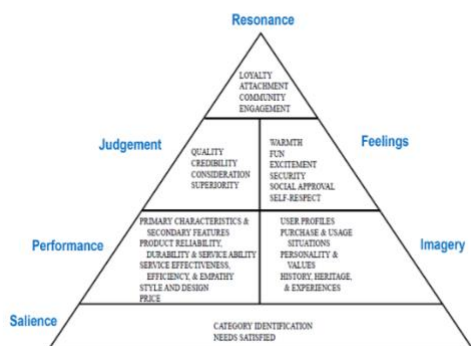 Resonance
LOYALTY
ATTACHMENT
COMMUNITY
ENGAGEMENT
Judgement
Feelings
QUALITY
CREDIBILITY
CONSIDERATION
SUPERIORITY
WARMTH
FUN
EXCITEMENT
SECURITY
SOCIAL APPROVAL
SELF-RESPECT
Performance
Imagery
PRIMARY CHARACTERISTICS &
SECONDARY FEATURES
PRODUCT RELIABILITY,
DURABILITY & SERVICE ABILITY
SERVICE EFFECTIVENESS,
EFFICIENCY, & EMPATHY
STYLE AND DESIGN
PRICE
USER PROFILES
PURCHASE & USAGE
SITUATIONS
PERSONALITY &
VALUES
HISTORY, HERITAGE,
& EXPERIENCES
Salience
CATEGORY IDENTIFICATION
NEEDS SATISFIED